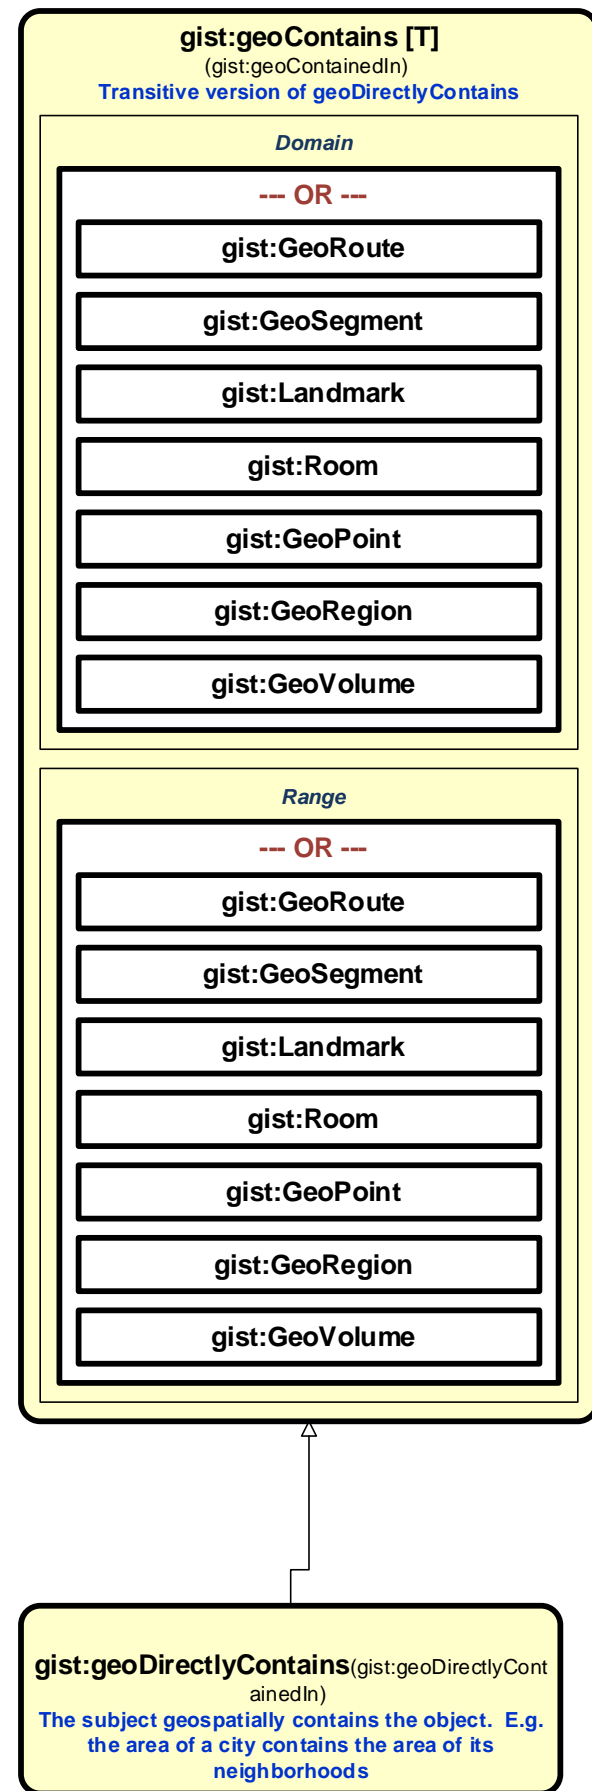 gist:geoContains [T]
(gist:geoContainedIn)
Transitive version of geoDirectlyContains
Domain
--- OR ---
gist:GeoRoute
gist:GeoSegment
gist:Landmark
gist:Room
gist:GeoPoint
gist:GeoRegion
gist:GeoVolume
Range
--- OR ---
gist:GeoRoute
gist:GeoSegment
gist:Landmark
gist:Room
gist:GeoPoint
gist:GeoRegion
gist:GeoVolume
gist:geoDirectlyContains(gist:geoDirectlyCont
ainedIn)
The subject geospatially contains the object.  E.g.
the area of a city contains the area of its
neighborhoods